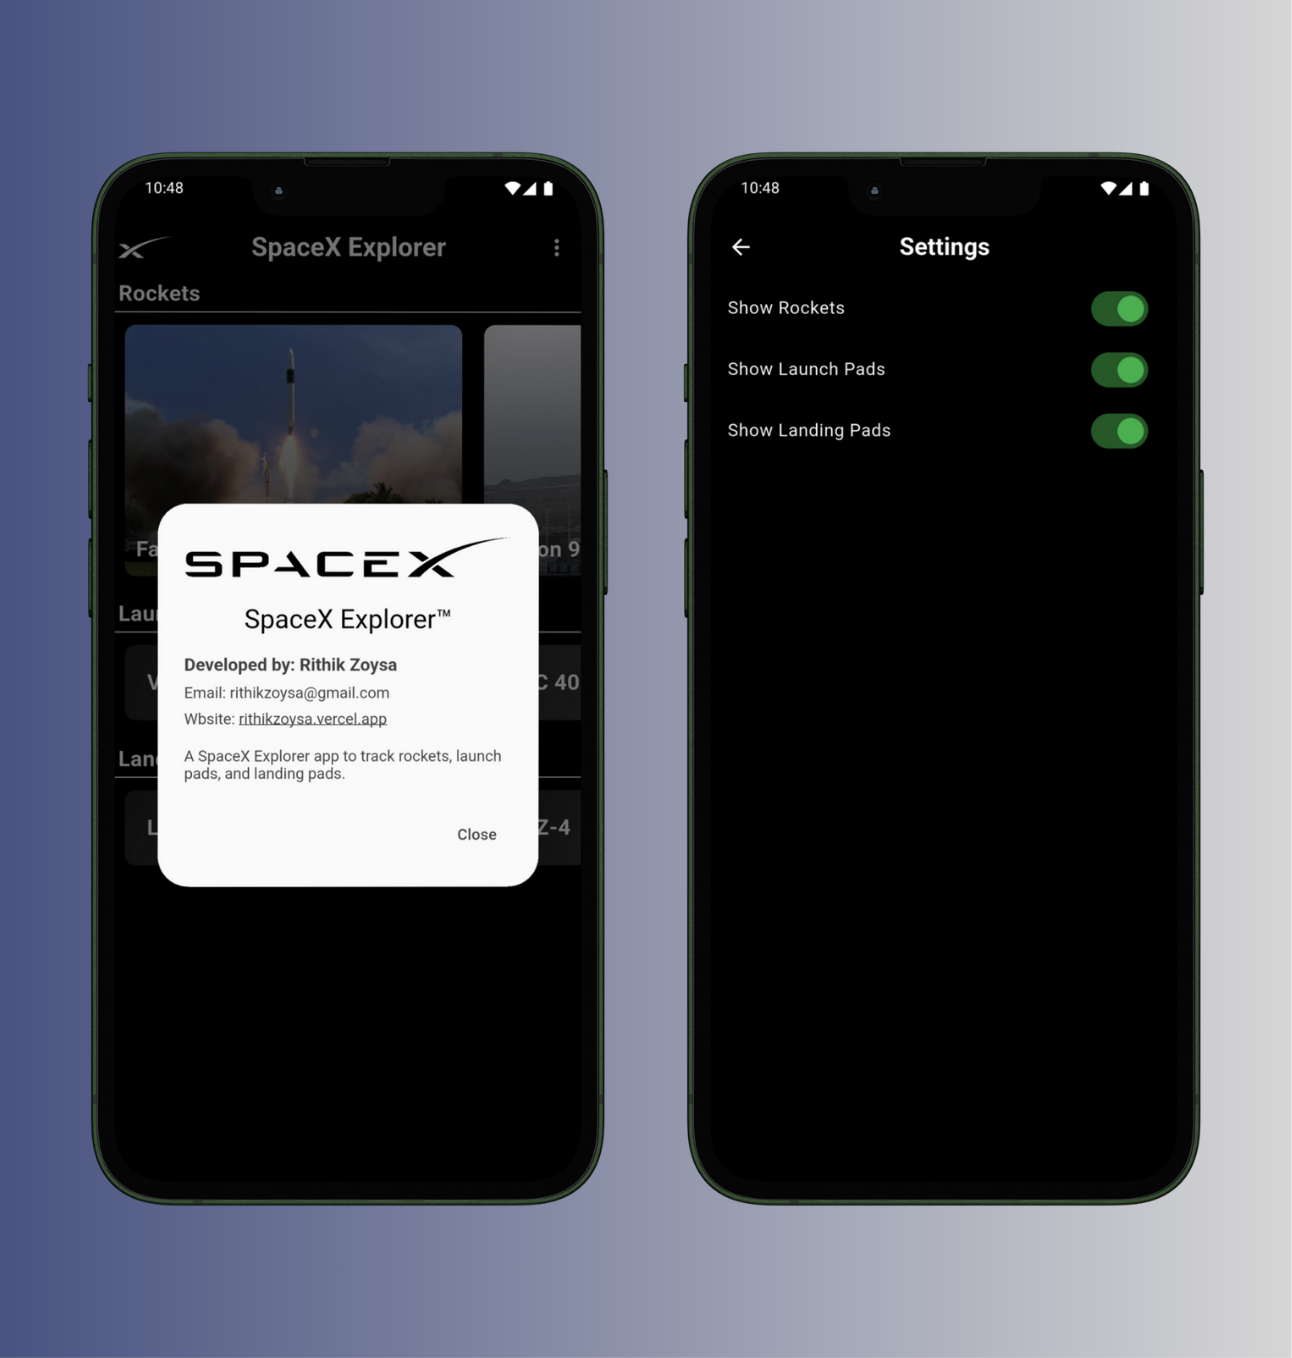 10:48
SpaceX Explorer
Rockets
Fa
on 9
SPACEX
SpaceX Explorer™
Developed by: Rithik Zoysa
Email: rithikzoysa@gmail.com
Wbsite: rithikzoysa.vercel.app
A SpaceX Explorer app to track rockets, launch
pads, and landing pads.
Close
Lau
V
C 40
Lan
L
Z-4
10:48
Settings
Show Rockets
Show Launch Pads
Show Landing Pads